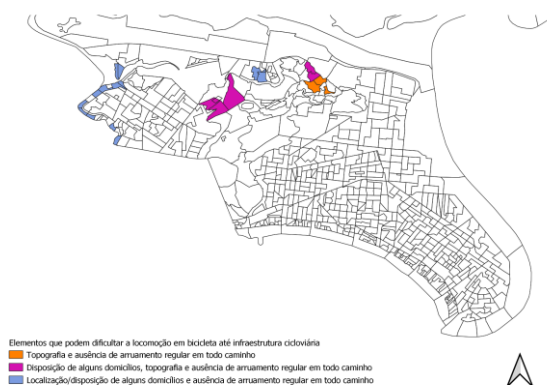 Elementos que podem dificultar a locomoção em bicicleta até infraestrutura cicloviária
Topografia e ausência de arruamento regular em todo caminho
Disposição de alguns domicílios, topografia e ausência de arruamento regular em todo caminho
Localização/disposição de alguns domicílios e ausência de arruamento regular em todo caminho